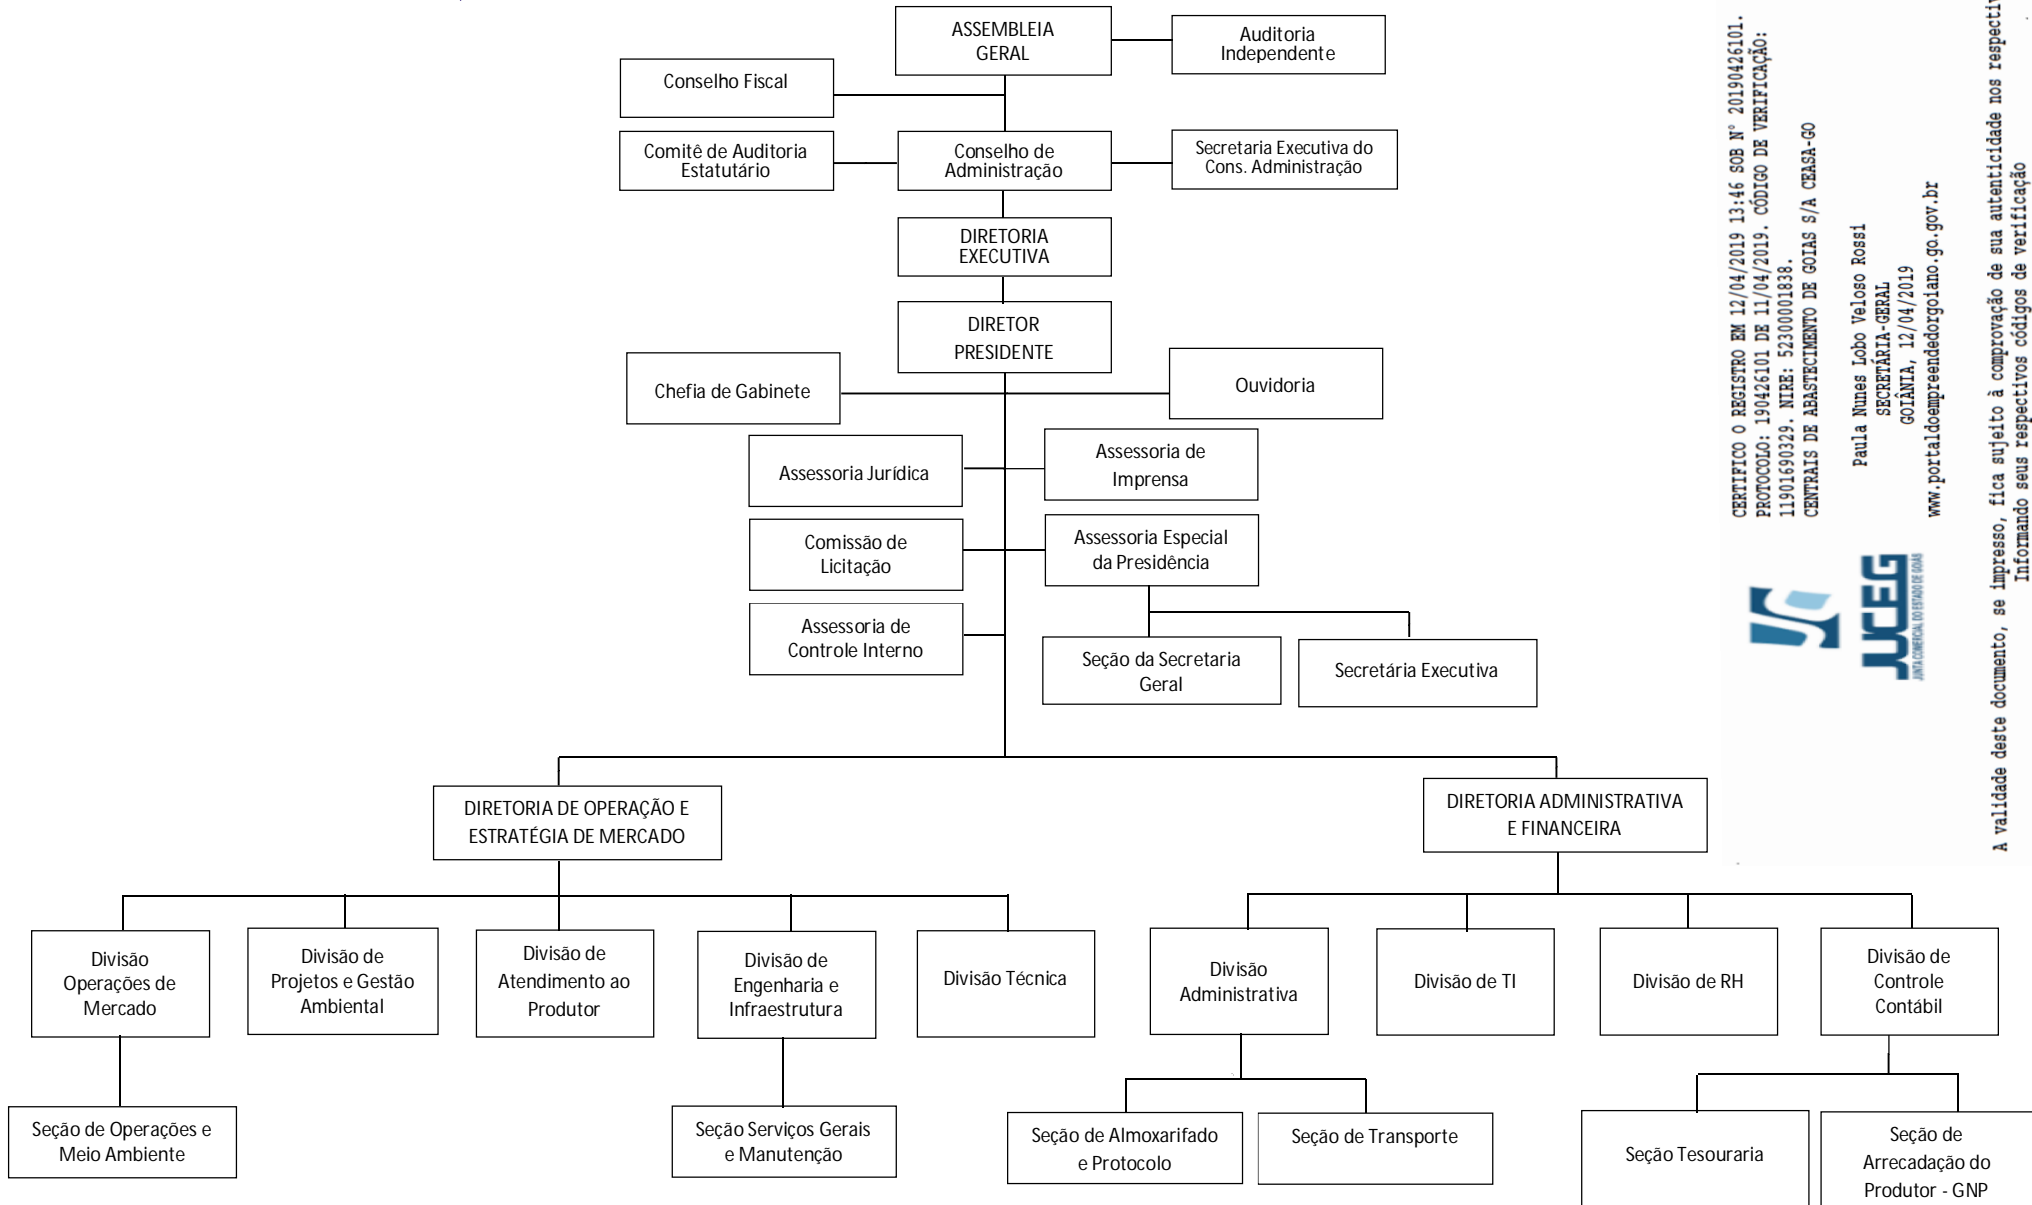 ASSEMBLEIA
GERAL
Auditoria
Independente
Conselho Fiscal
Comitê de Auditoria
Estatutário
Conselho de
Administração
Secretaria Executiva do
Cons. Administração
DIRETORIA
EXECUTIVA
DIRETOR
PRESIDENTE
Chefia de Gabinete
Ouvidoria
Assessoria Jurídica
Assessoria de
Imprensa
Comissão de
Licitação
Assessoria Especial
da Presidência
Assessoria de
Controle Interno
Seção da Secretaria
Geral
Secretária Executiva
DIRETORIA DE OPERAÇÃO E
ESTRATÉGIA DE MERCADO
DIRETORIA ADMINISTRATIVA
E FINANCEIRA
Divisão
Operações de
Mercado
Divisão de
Projetos e Gestão
Ambiental
Divisão de
Atendimento ao
Produtor
Divisão de
Engenharia e
Infraestrutura
Divisão Técnica
Divisão
Administrativa
Divisão de TI
Divisão de RH
Divisão de
Controle
Contábil
Seção de Operações e
Meio Ambiente
Seção Serviços Gerais
e Manutenção
Seção de Almoxarifado
e Protocolo
Seção de Transporte
Seção Tesouraria
Seção de
Arrecadação do
Produtor - GNP
CERTIFICO O REGISTRO EM 12/04/2019 13:46 SOB Nº 20190426101.
PROTOCOLO: 190426101 DE 11/04/2019. CÓDIGO DE VERIFICAÇÃO:
11901690329. NIRE: 52300001838.
CENTRAIS DE ABASTECIMENTO DE GOIAS S/A CEASA-GO
Paula Nunes Lobo Veloso Rossi
SECRETÁRIA-GERAL
GOIÂNIA, 12/04/2019
www.portaldoempreendedorgoiano.go.gov.br
JUCEG
JUNTA COMERCIAL DO ESTADO DE GOIÁS
A validade deste documento, se impresso, fica sujeito à comprovação de sua autenticidade nos respectiv
Informando seus respectivos códigos de verificação